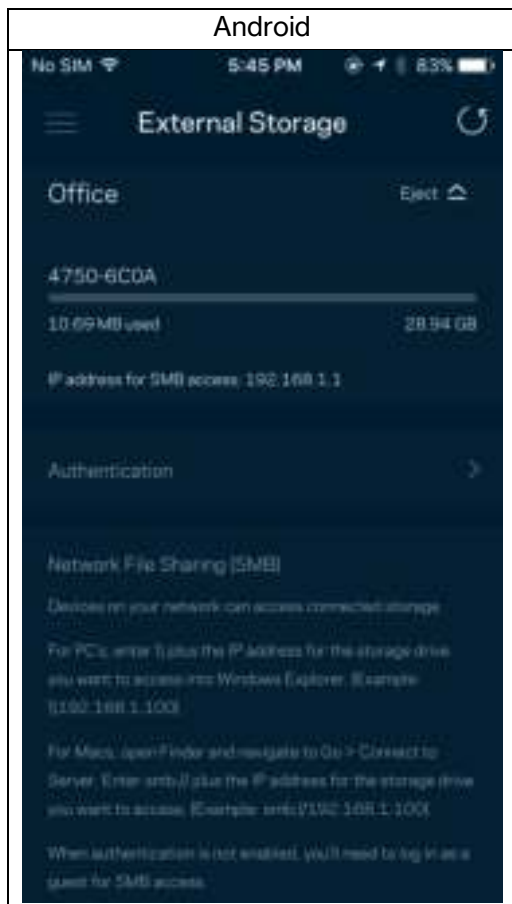 Android
No SIM 5:45 PM 83%
External Storage
Office Eject
4750-6C0A
10.69 MB used 28.94 GB
IP address for SMB access: 192.168.1.1
Authentication
Network File Sharing (SMB)
Devices on your network can access connected storage.
For PC's, enter \\ plus the IP address for the storage drive
you want to access into Windows Explorer. (Example:
\\192.168.1.100)
For Macs, open Finder and navigate to Go > Connect to
Server. Enter smb:// plus the IP address for the storage drive
you want to access. (Example: smb://192.168.1.100)
When authentication is not enabled, you'll need to log in as a
guest for SMB access.